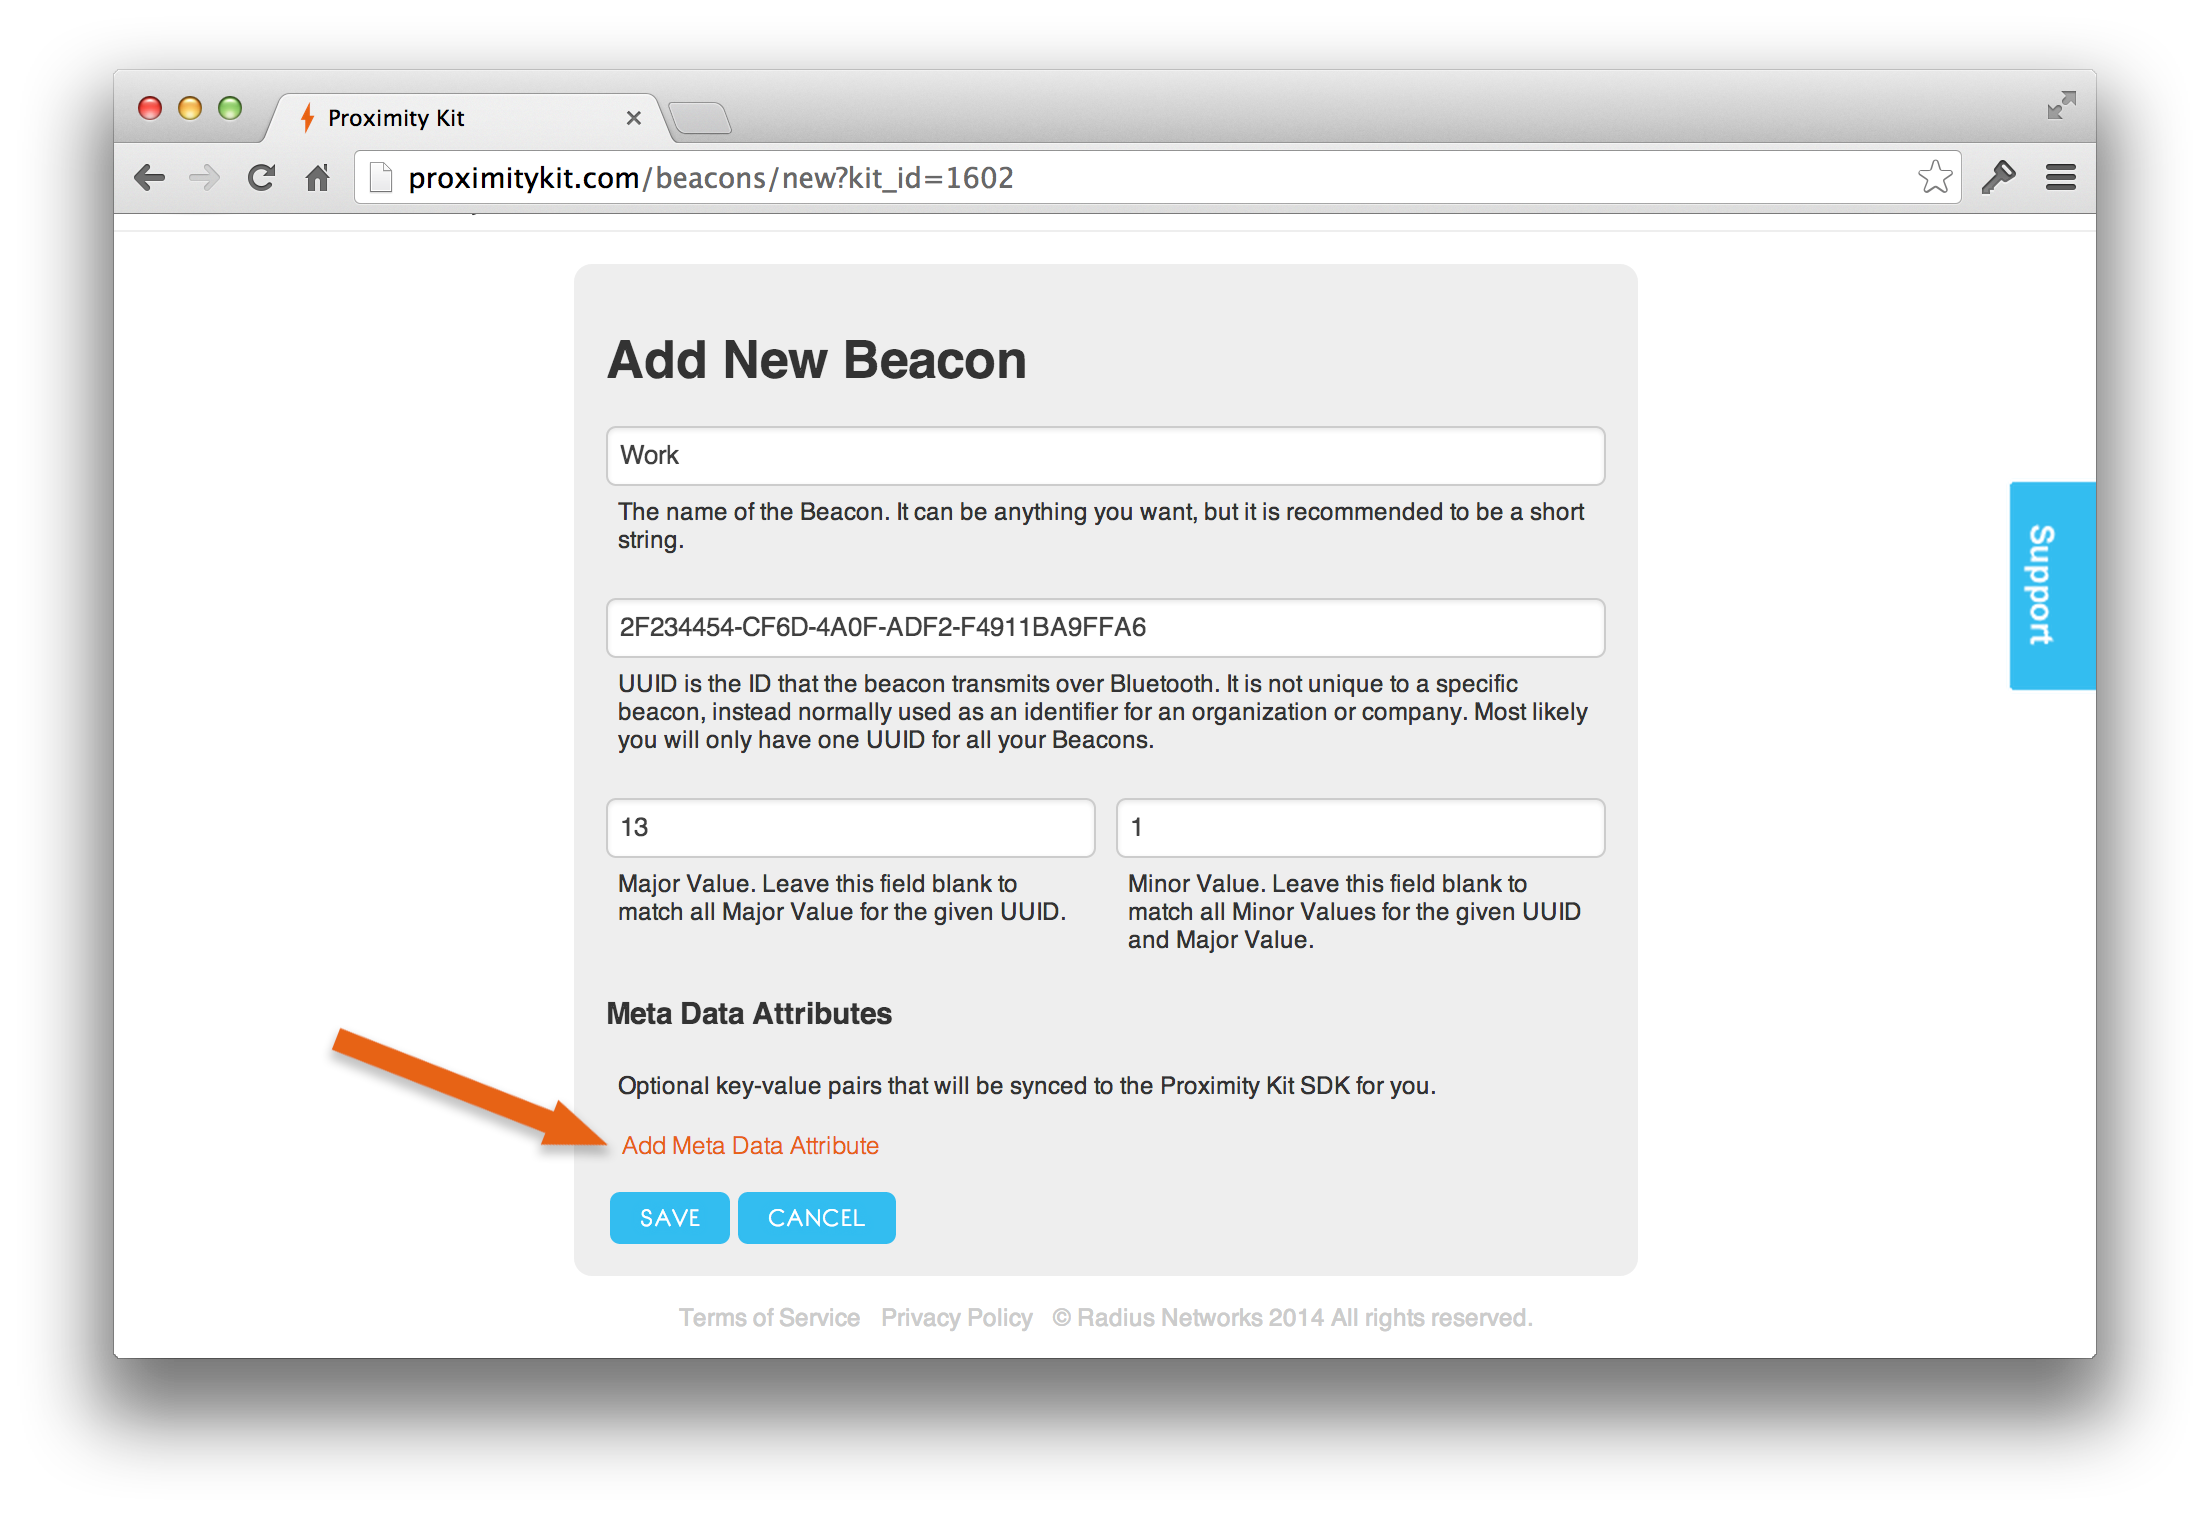 Proximity Kit
proximitykit.com/beacons/new?kit_id=1602
Add New Beacon
Work
The name of the Beacon. It can be anything you want, but it is recommended to be a short
string.
2F234454-CF6D-4A0F-ADF2-F4911BA9FFA6
UUID is the ID that the beacon transmits over Bluetooth. It is not unique to a specific
beacon, instead normally used as an identifier for an organization or company. Most likely
you will only have one UUID for all your Beacons.
13
1
Major Value. Leave this field blank to
match all Major Value for the given UUID.
Minor Value. Leave this field blank to
match all Minor Values for the given UUID
and Major Value.
Meta Data Attributes
Optional key-value pairs that will be synced to the Proximity Kit SDK for you.
Add Meta Data Attribute
SAVE CANCEL
Support
Terms of Service Privacy Policy © Radius Networks 2014 All rights reserved.